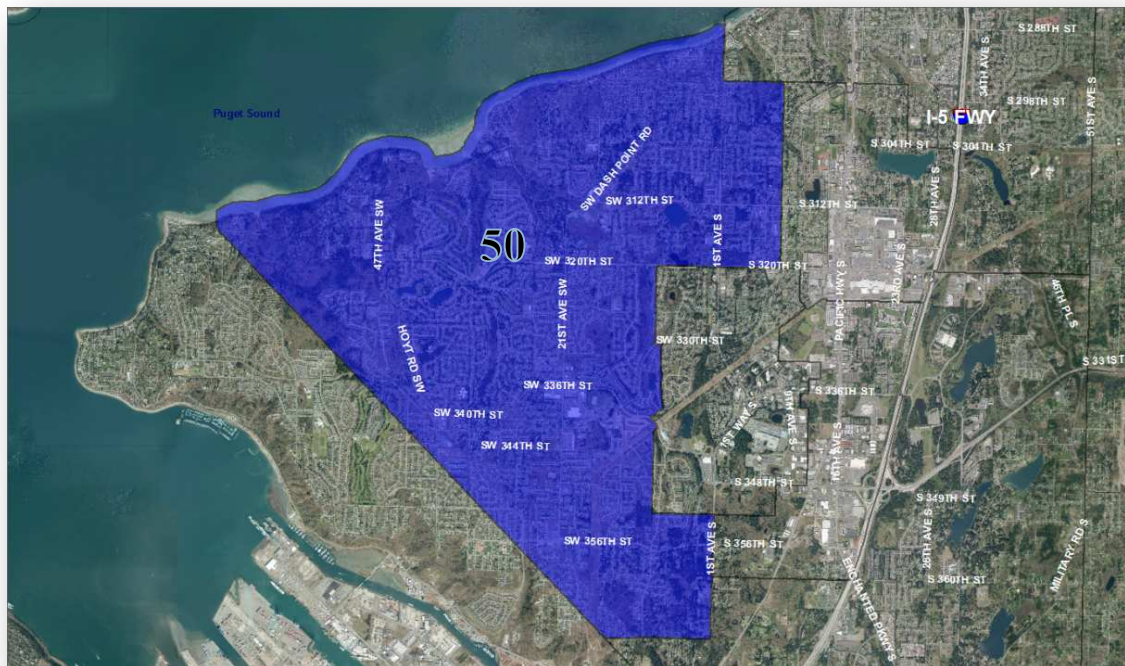 S 288TH ST
34TH AVE S
51ST AVE S
S 298TH ST
Puget Sound
I-5 FWY
S 304TH ST
S 304TH ST
SW DASH POINT RD
28TH AVE S
SW 312TH ST
S 312TH ST
47TH AVE SW
1ST AVE S
50
SW 320TH ST
S 320TH ST
23RD AVE S
PACIFIC HWY S
46TH PL S
21ST AVE SW
HOYT RD SW
SW 330TH ST
S 331ST
SW 336TH ST
S 336TH ST
SW 340TH ST
1ST WAY S
9TH AVE S
16TH AVE S
SW 344TH ST
S 348TH ST
S 349TH ST
SW 356TH ST
1ST AVE S
S 356TH ST
28TH AVE S
MILITARY RD S
S 360TH ST
ENCHANTED PKWY S